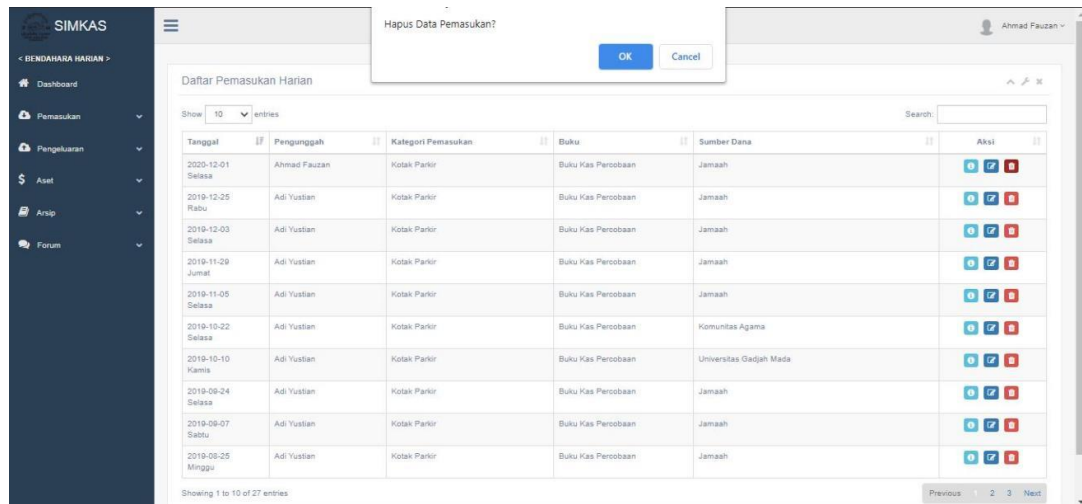 SIMKAS
Hapus Data Pemasukan?
OK Cancel
Ahmad Fauzan
< BENDAHARA HARIAN >
Dashboard
Pemasukan
Pengeluaran
Aset
Arsip
Forum
Daftar Pemasukan Harian
Show 10 entries
Search:
Tanggal Pengunggah Kategori Pemasukan Buku Sumber Dana Aksi
2020-12-01 Ahmad Fauzan Kotak Parkir Buku Kas Percobaan Jamaah
Selasa
2019-12-25 Adi Yustian Kotak Parkir Buku Kas Percobaan Jamaah
Rabu
2019-12-03 Adi Yustian Kotak Parkir Buku Kas Percobaan Jamaah
Selasa
2019-11-29 Adi Yustian Kotak Parkir Buku Kas Percobaan Jamaah
Jumat
2019-11-05 Adi Yustian Kotak Parkir Buku Kas Percobaan Jamaah
Selasa
2019-10-22 Adi Yustian Kotak Parkir Buku Kas Percobaan Komunitas Agama
Selasa
2019-10-10 Adi Yustian Kotak Parkir Buku Kas Percobaan Universitas Gadjah Mada
Kamis
2019-09-24 Adi Yustian Kotak Parkir Buku Kas Percobaan Jamaah
Selasa
2019-09-07 Adi Yustian Kotak Parkir Buku Kas Percobaan Jamaah
Sabtu
2019-08-25 Adi Yustian Kotak Parkir Buku Kas Percobaan Jamaah
Minggu
Showing 1 to 10 of 27 entries
Previous 1 2 3 Next